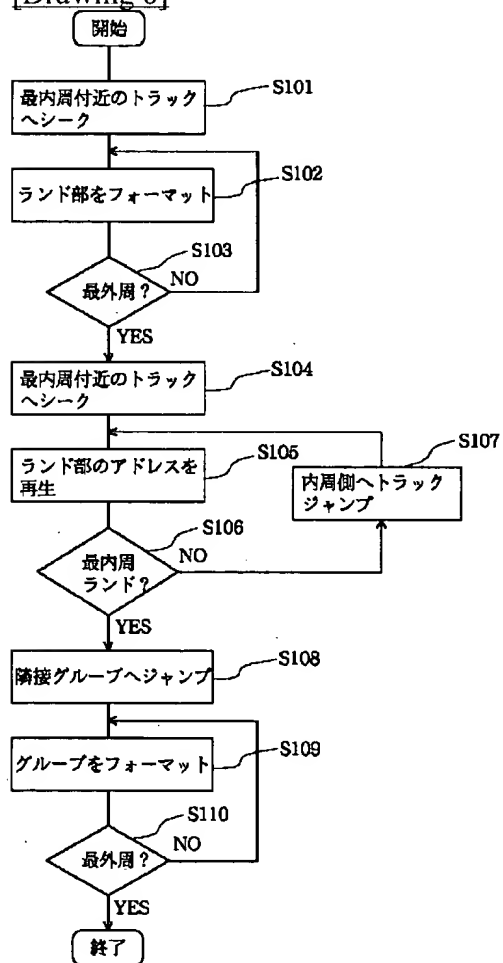 [Drawing 6]
開始
最内周付近のトラック
へシーク
S101
ランド部をフォーマット
S102
最外周？
S103
NO
YES
最内周付近のトラック
へシーク
S104
ランド部のアドレスを
再生
S105
内周側へトラック
ジャンプ
S107
最内周
ランド？
S106
NO
YES
隣接グルーブへジャンプ
S108
グルーブをフォーマット
S109
最外周？
S110
NO
YES
終了